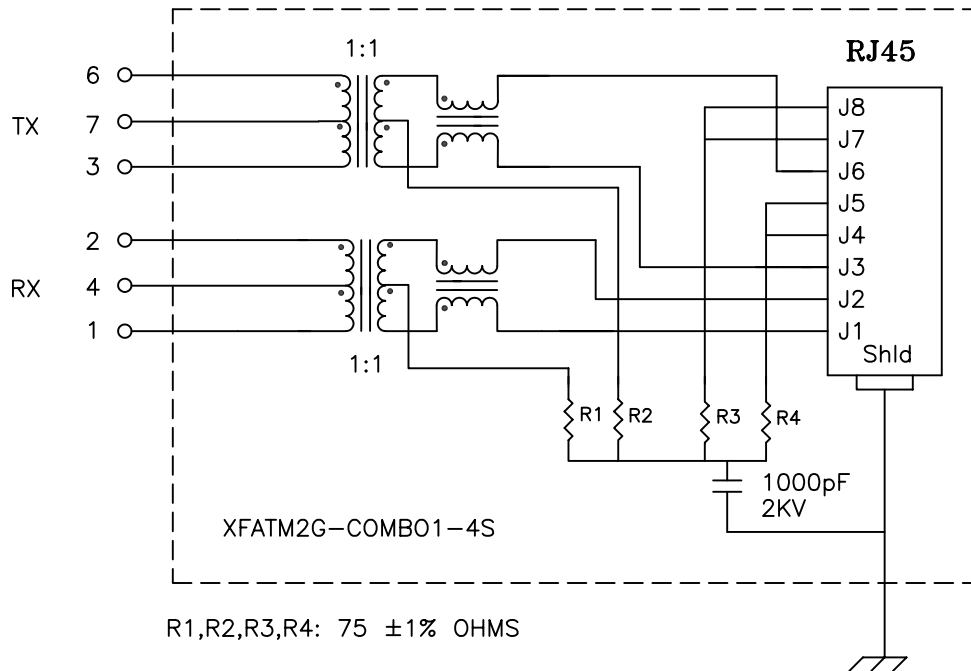 1:1
RJ45
TX
6
7
3
J8
J7
J6
J5
J4
J3
J2
J1
Shld
RX
2
4
1
1:1
R1
R2
R3
R4
1000pF
2KV
XFATM2G-COMBO1-4S
R1,R2,R3,R4: 75 ±1% OHMS